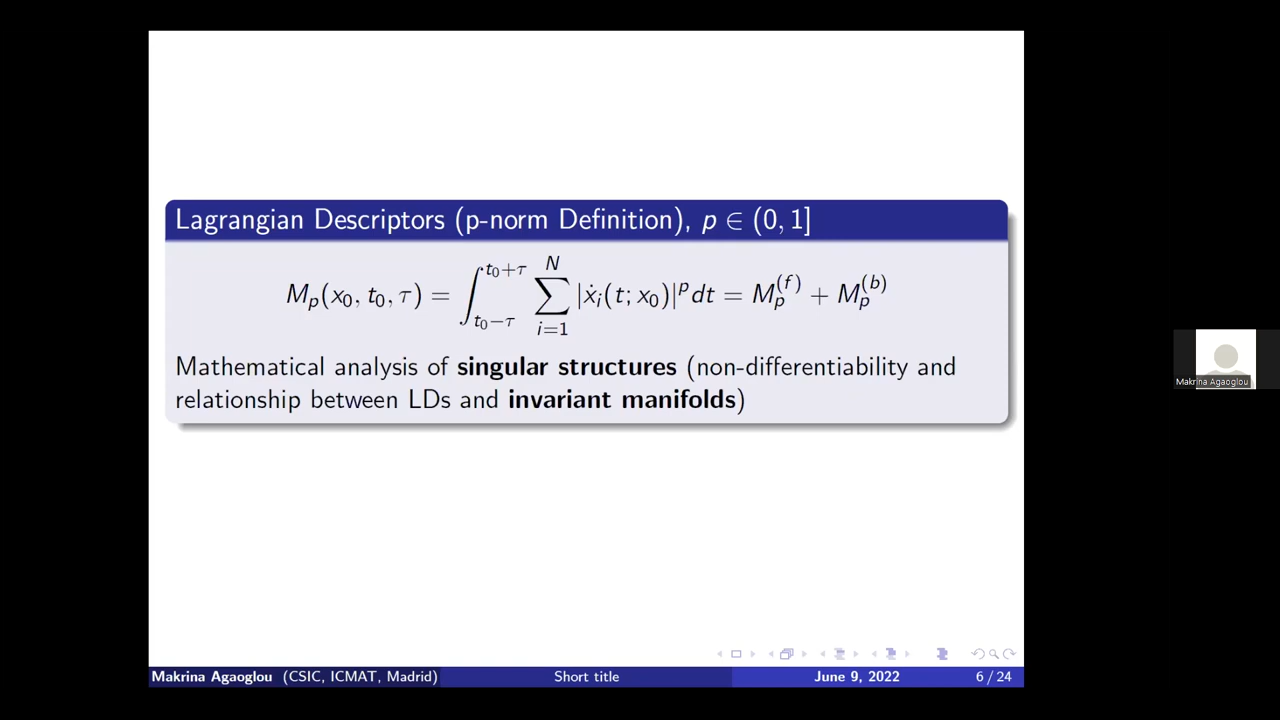 Lagrangian Descriptors (p-norm Definition), p ∈ (0, 1]
M_p(x_0, t_0, τ) = ∫_{t_0−τ}^{t_0+τ} ∑_{i=1}^{N} |ẋ_i(t; x_0)|^p dt = M_p^{(f)} + M_p^{(b)}
Mathematical analysis of singular structures (non-differentiability and
relationship between LDs and invariant manifolds)
Makrina Agaoglou
Makrina Agaoglou (CSIC, ICMAT, Madrid) Short title June 9, 2022 6 / 24